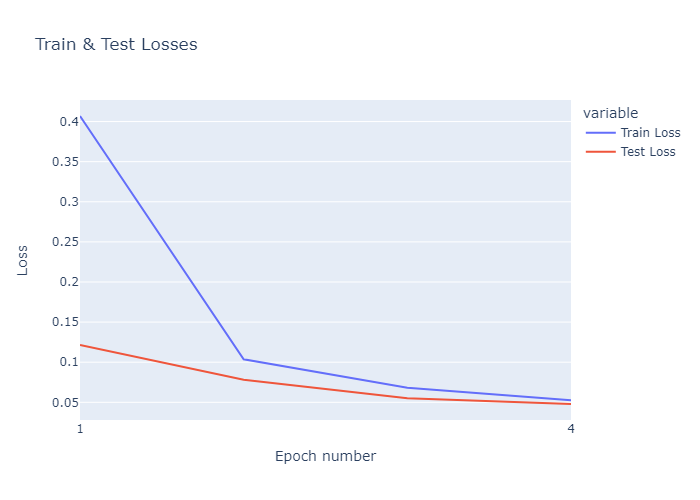 Train & Test Losses
variable
Train Loss
Test Loss
0.4
0.35
0.3
0.25
0.2
0.15
0.1
0.05
Loss
1
4
Epoch number